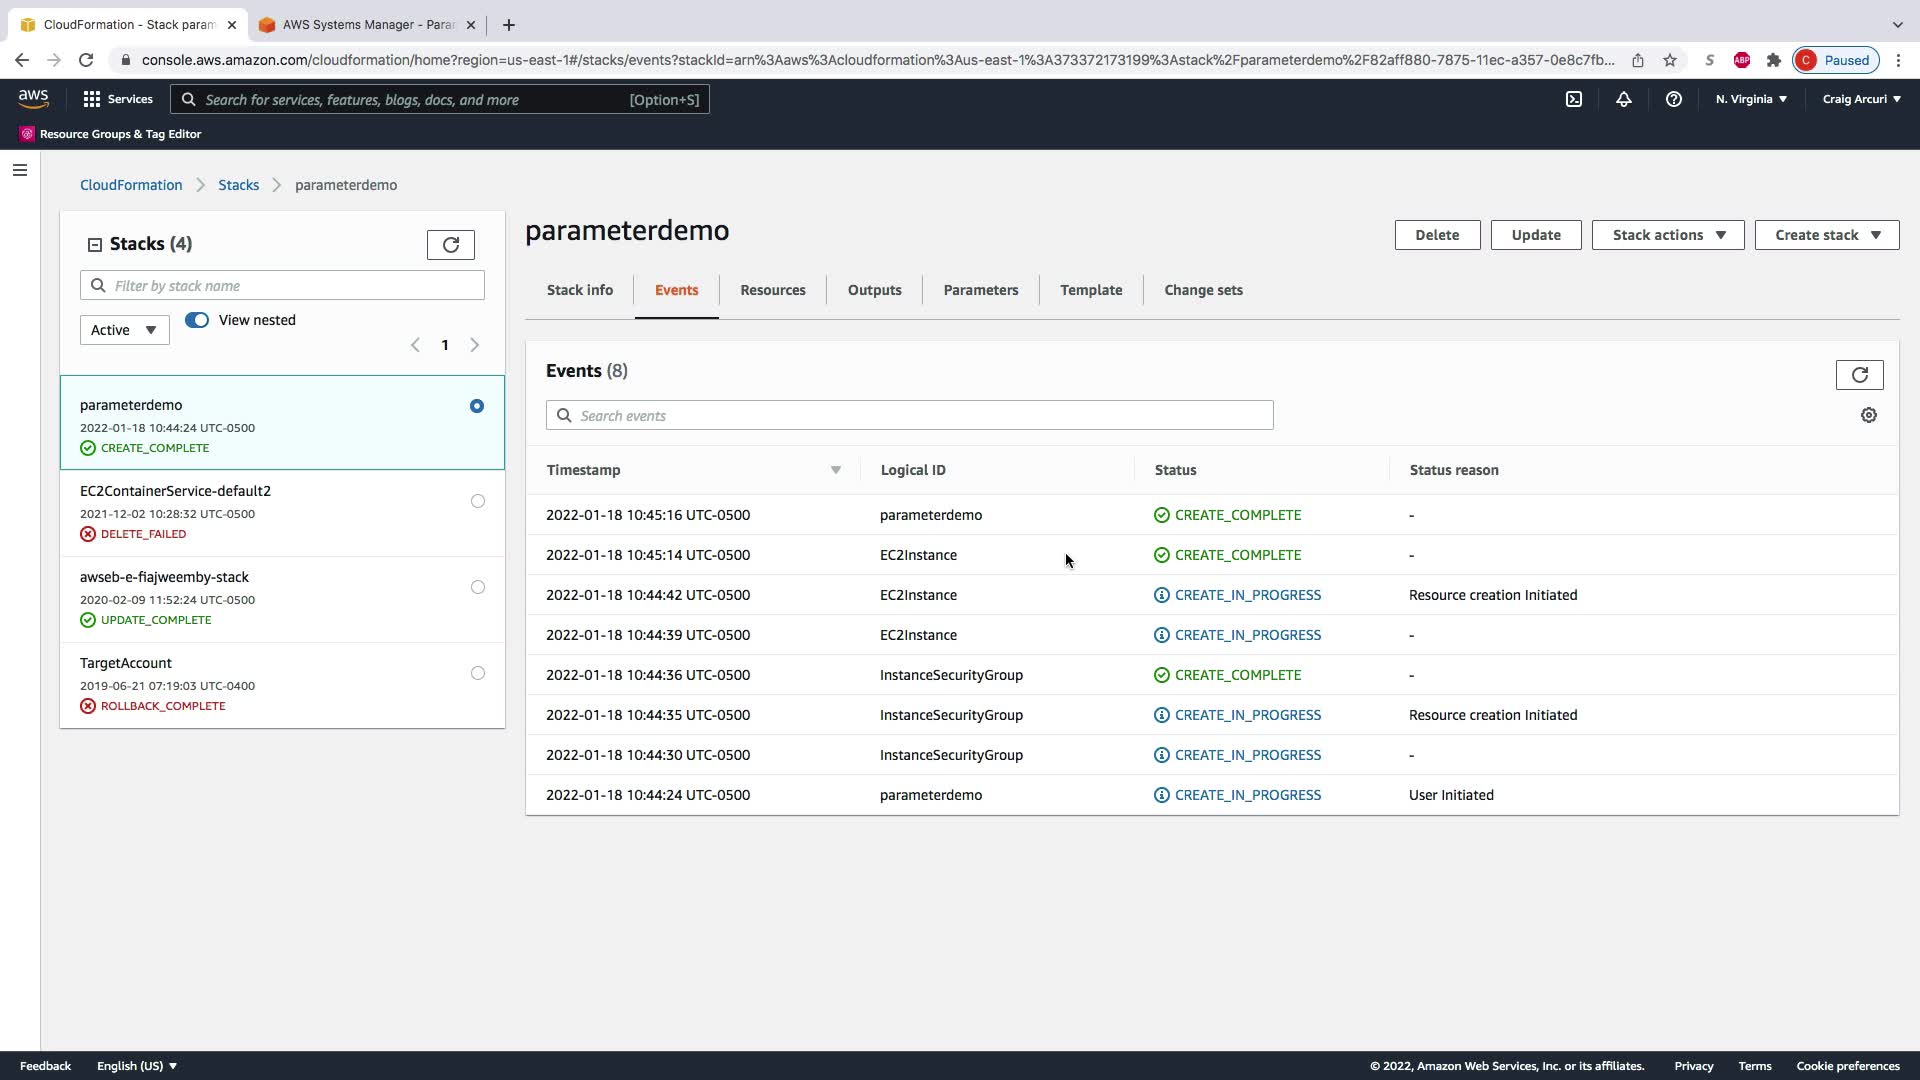 CloudFormation - Stack param
AWS Systems Manager - Para
console.aws.amazon.com/cloudformation/home?region=us-east-1#/stacks/events?stackId=arn%3Aaws%3Acloudformation%3Aus-east-1%3A373372173199%3Astack%2Fparameterdemo%2F82aff880-7875-11ec-a357-0e8c7fb...
S
ABP
C
Paused
aws
Services
Search for services, features, blogs, docs, and more
[Option+S]
N. Virginia
Craig Arcuri
Resource Groups & Tag Editor
CloudFormation
Stacks
parameterdemo
Stacks (4)
Filter by stack name
Active
View nested
1
parameterdemo
2022-01-18 10:44:24 UTC-0500
CREATE_COMPLETE
EC2ContainerService-default2
2021-12-02 10:28:32 UTC-0500
DELETE_FAILED
awseb-e-fiajweemby-stack
2020-02-09 11:52:24 UTC-0500
UPDATE_COMPLETE
TargetAccount
2019-06-21 07:19:03 UTC-0400
ROLLBACK_COMPLETE
parameterdemo
Delete
Update
Stack actions
Create stack
Stack info
Events
Resources
Outputs
Parameters
Template
Change sets
Events (8)
Search events
Timestamp Logical ID Status Status reason
2022-01-18 10:45:16 UTC-0500 parameterdemo CREATE_COMPLETE -
2022-01-18 10:45:14 UTC-0500 EC2Instance CREATE_COMPLETE -
2022-01-18 10:44:42 UTC-0500 EC2Instance CREATE_IN_PROGRESS Resource creation Initiated
2022-01-18 10:44:39 UTC-0500 EC2Instance CREATE_IN_PROGRESS -
2022-01-18 10:44:36 UTC-0500 InstanceSecurityGroup CREATE_COMPLETE -
2022-01-18 10:44:35 UTC-0500 InstanceSecurityGroup CREATE_IN_PROGRESS Resource creation Initiated
2022-01-18 10:44:30 UTC-0500 InstanceSecurityGroup CREATE_IN_PROGRESS -
2022-01-18 10:44:24 UTC-0500 parameterdemo CREATE_IN_PROGRESS User Initiated
Feedback
English (US)
© 2022, Amazon Web Services, Inc. or its affiliates.
Privacy
Terms
Cookie preferences